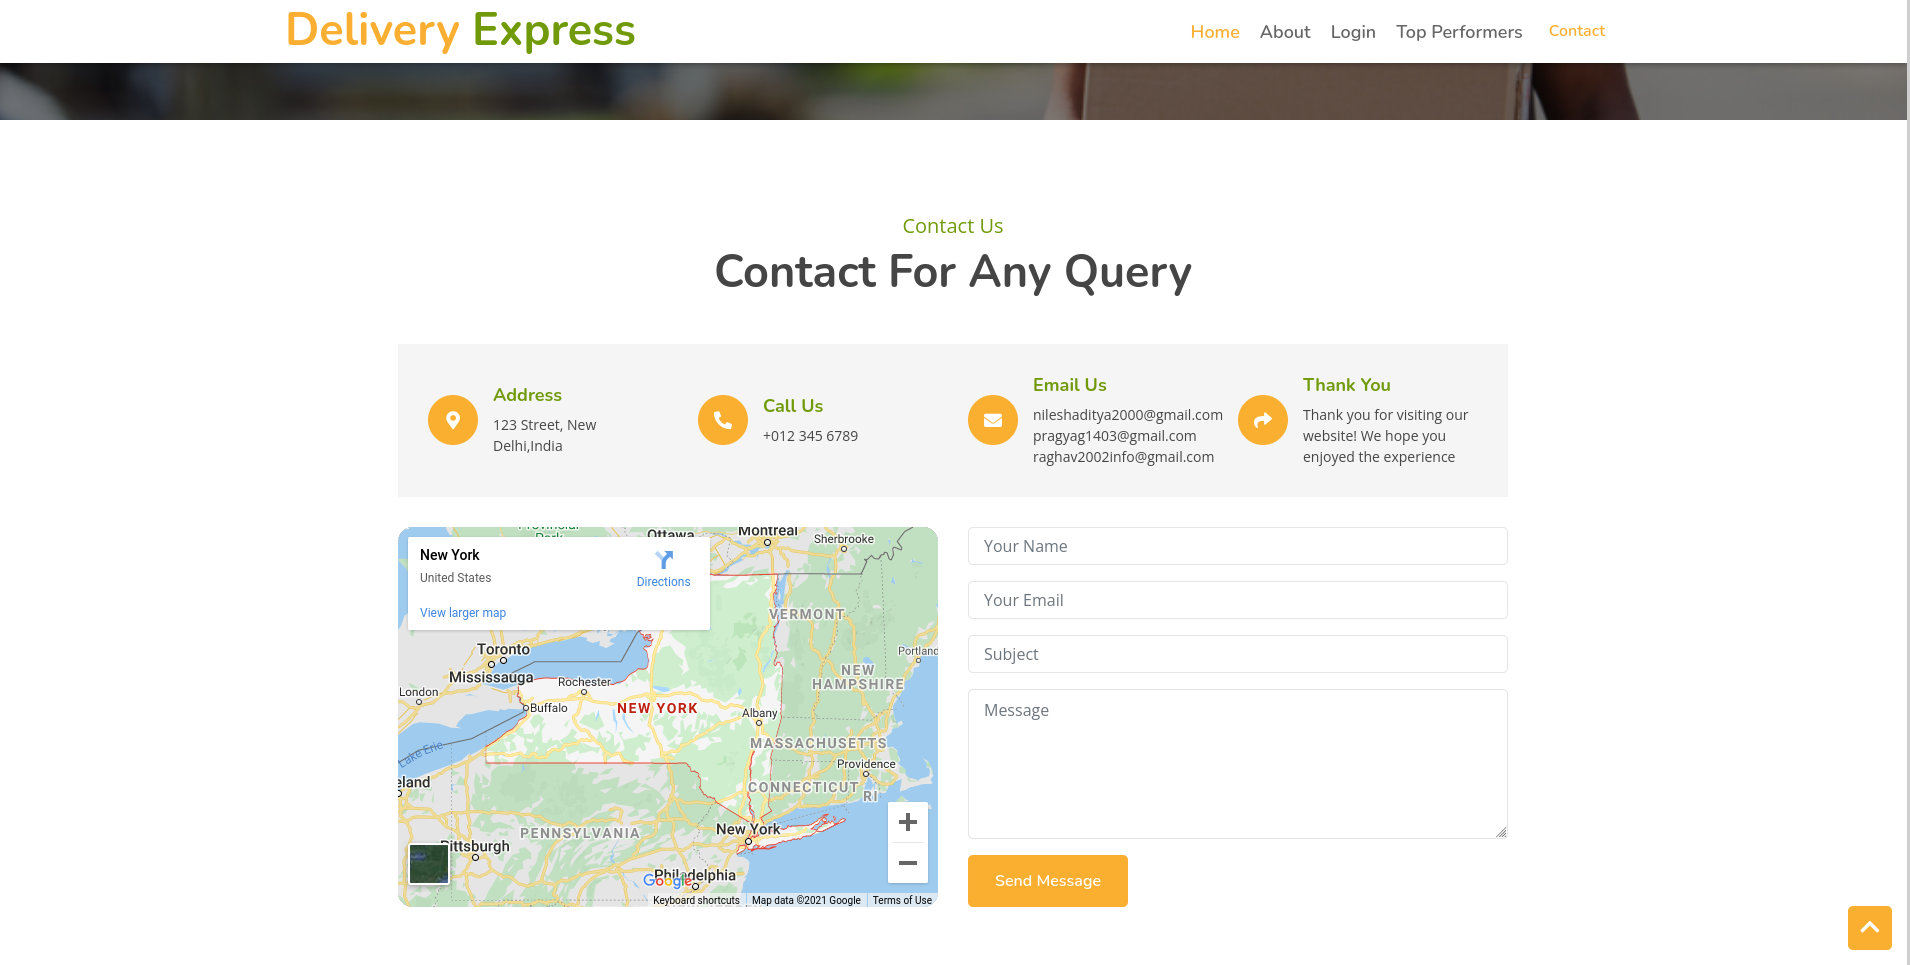 Delivery Express
Home
About
Login
Top Performers
Contact
Contact Us
Contact For Any Query
Address
123 Street, New
Delhi,India
Call Us
+012 345 6789
Email Us
nileshaditya2000@gmail.com
pragyag1403@gmail.com
raghav2002info@gmail.com
Thank You
Thank you for visiting our
website! We hope you
enjoyed the experience
New York
United States
Directions
View larger map
Provincial
Park
Ottawa
Montreal
Sherbrooke
VERMONT
Toronto
Mississauga
Portland
NEW
HAMPSHIRE
London
Rochester
Buffalo
NEW YORK
Albany
MASSACHUSETTS
Lake Erie
Providence
eland
CONNECTICUT
RI
PENNSYLVANIA
New York
Pittsburgh
Philadelphia
Google
Keyboard shortcuts
Map data ©2021 Google
Terms of Use
Your Name
Your Email
Subject
Message
Send Message